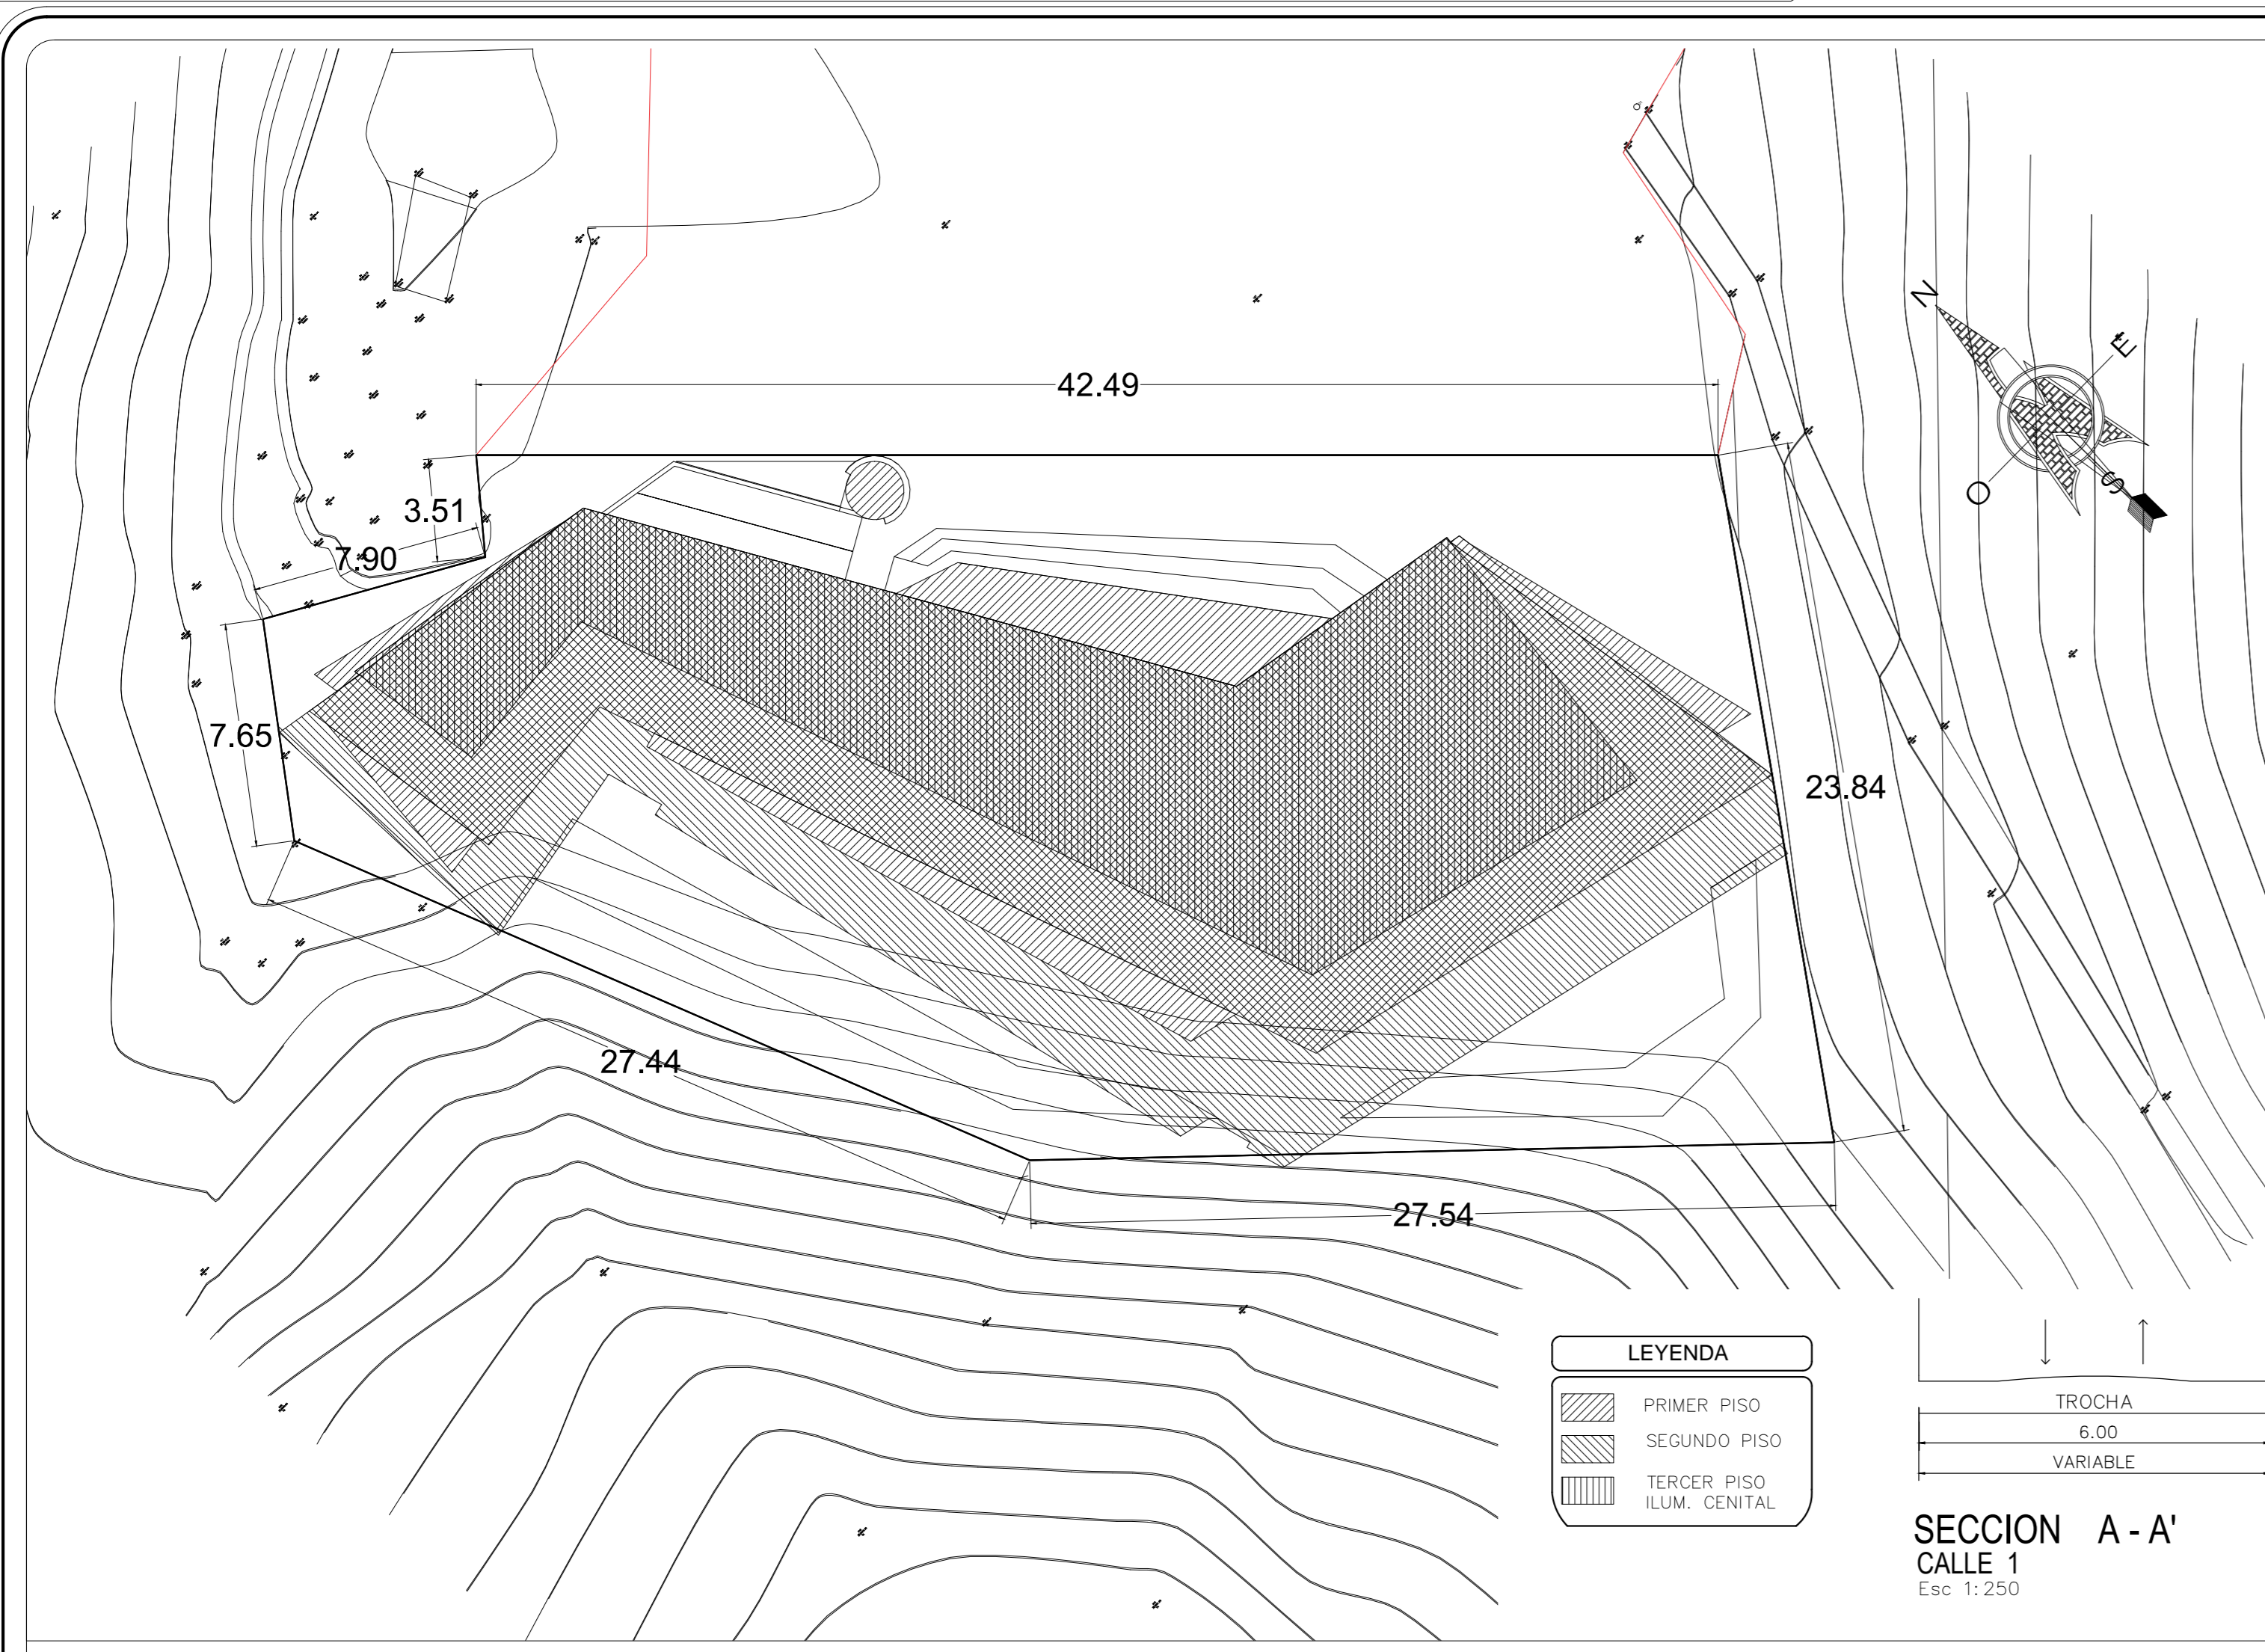 42.49
3.51
7.90
7.65
23.84
27.44
27.54
N
E
O
S
LEYENDA
PRIMER PISO
SEGUNDO PISO
TERCER PISO
ILUM. CENITAL
TROCHA
6.00
VARIABLE
SECCION A - A'
CALLE 1
Esc 1:250